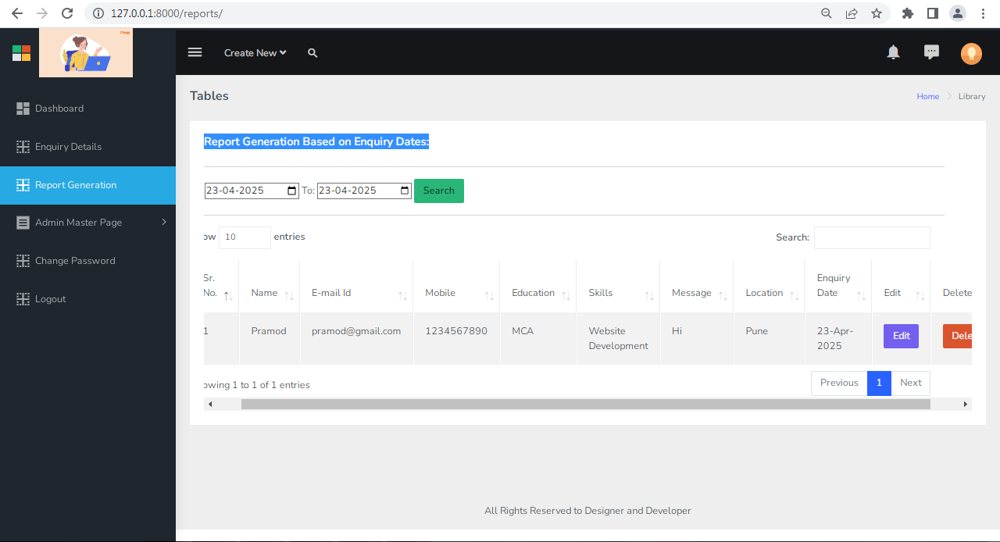 127.0.0.1:8000/reports/
Chegg
Create New
Dashboard
Enquiry Details
Report Generation
Admin Master Page
Change Password
Logout
Tables
Home > Library
Report Generation Based on Enquiry Dates:
23-04-2025 To: 23-04-2025 Search
ow 10 entries Search:
Sr. No. Name E-mail Id Mobile Education Skills Message Location Enquiry Date Edit Delete
1 Pramod pramod@gmail.com 1234567890 MCA Website Development Hi Pune 23-Apr-2025 Edit Dele
owing 1 to 1 of 1 entries Previous 1 Next
All Rights Reserved to Designer and Developer